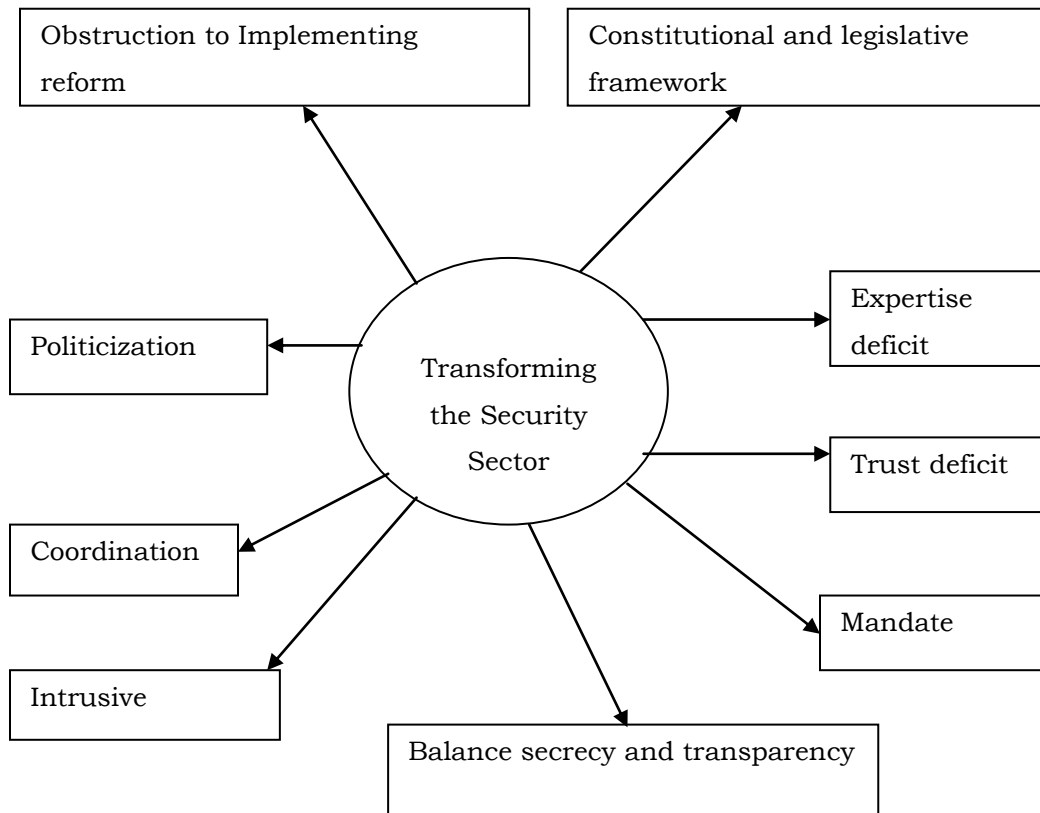 Obstruction to Implementing
reform
Constitutional and legislative
framework
Expertise
deficit
Politicization
Transforming
the Security
Sector
Trust deficit
Coordination
Mandate
Intrusive
Balance secrecy and transparency